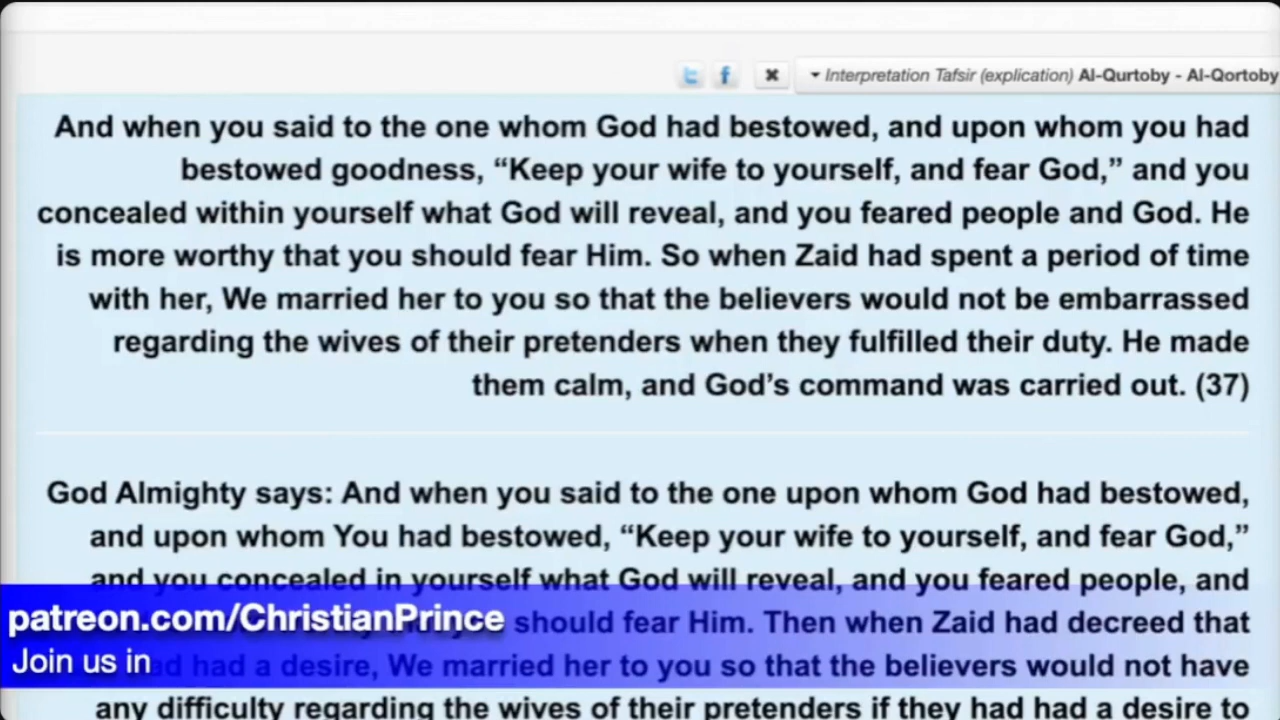 Interpretation Tafsir (explication) Al-Qurtoby - Al-Qortoby
And when you said to the one whom God had bestowed, and upon whom you had
bestowed goodness, “Keep your wife to yourself, and fear God,” and you
concealed within yourself what God will reveal, and you feared people and God. He
is more worthy that you should fear Him. So when Zaid had spent a period of time
with her, We married her to you so that the believers would not be embarrassed
regarding the wives of their pretenders when they fulfilled their duty. He made
them calm, and God’s command was carried out. (37)
God Almighty says: And when you said to the one upon whom God had bestowed,
and upon whom You had bestowed, “Keep your wife to yourself, and fear God,”
and you concealed in yourself what God will reveal, and you feared people, and
patreon.com/ChristianPrince should fear Him. Then when Zaid had decreed that
Join us in had a desire, We married her to you so that the believers would not have
any difficulty regarding the wives of their pretenders if they had had a desire to